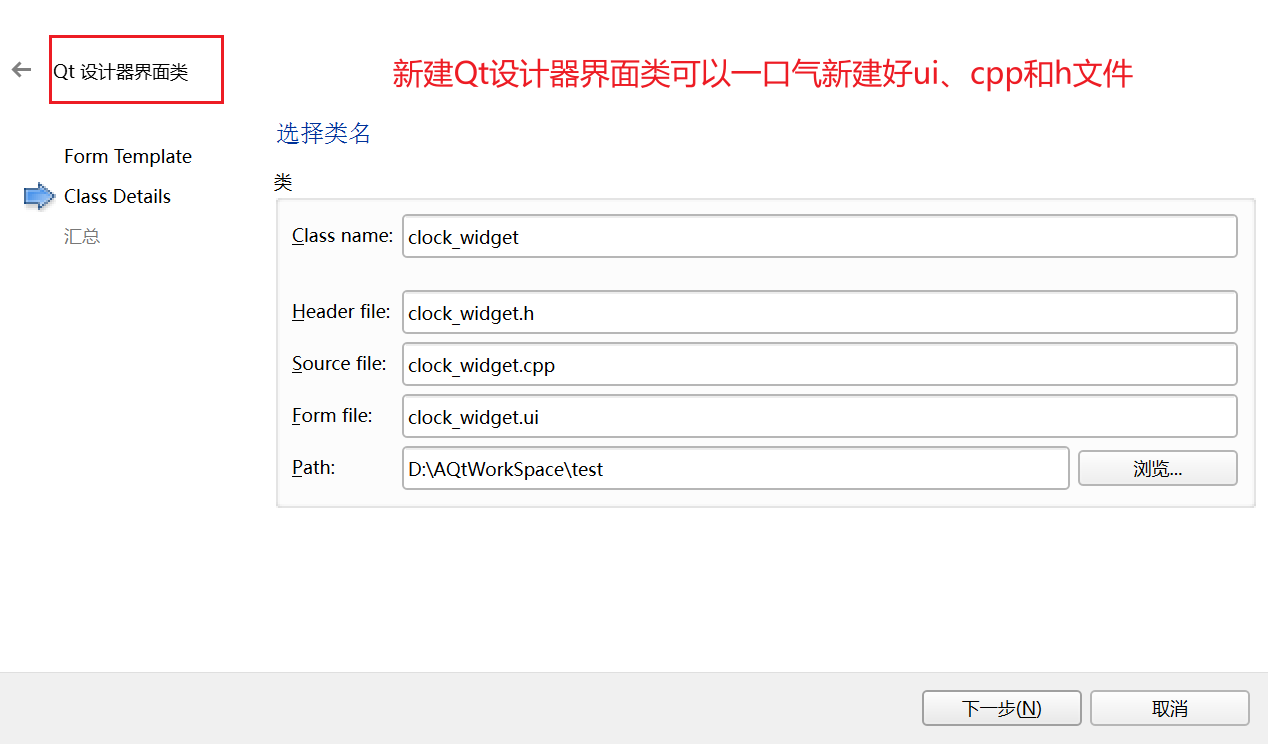 Qt 设计器界面类
新建Qt设计器界面类可以一口气新建好ui、cpp和h文件
选择类名
Form Template
Class Details
汇总
类
Class name: clock_widget
Header file: clock_widget.h
Source file: clock_widget.cpp
Form file: clock_widget.ui
Path: D:\AQtWorkSpace\test 浏览...
下一步(N) 取消